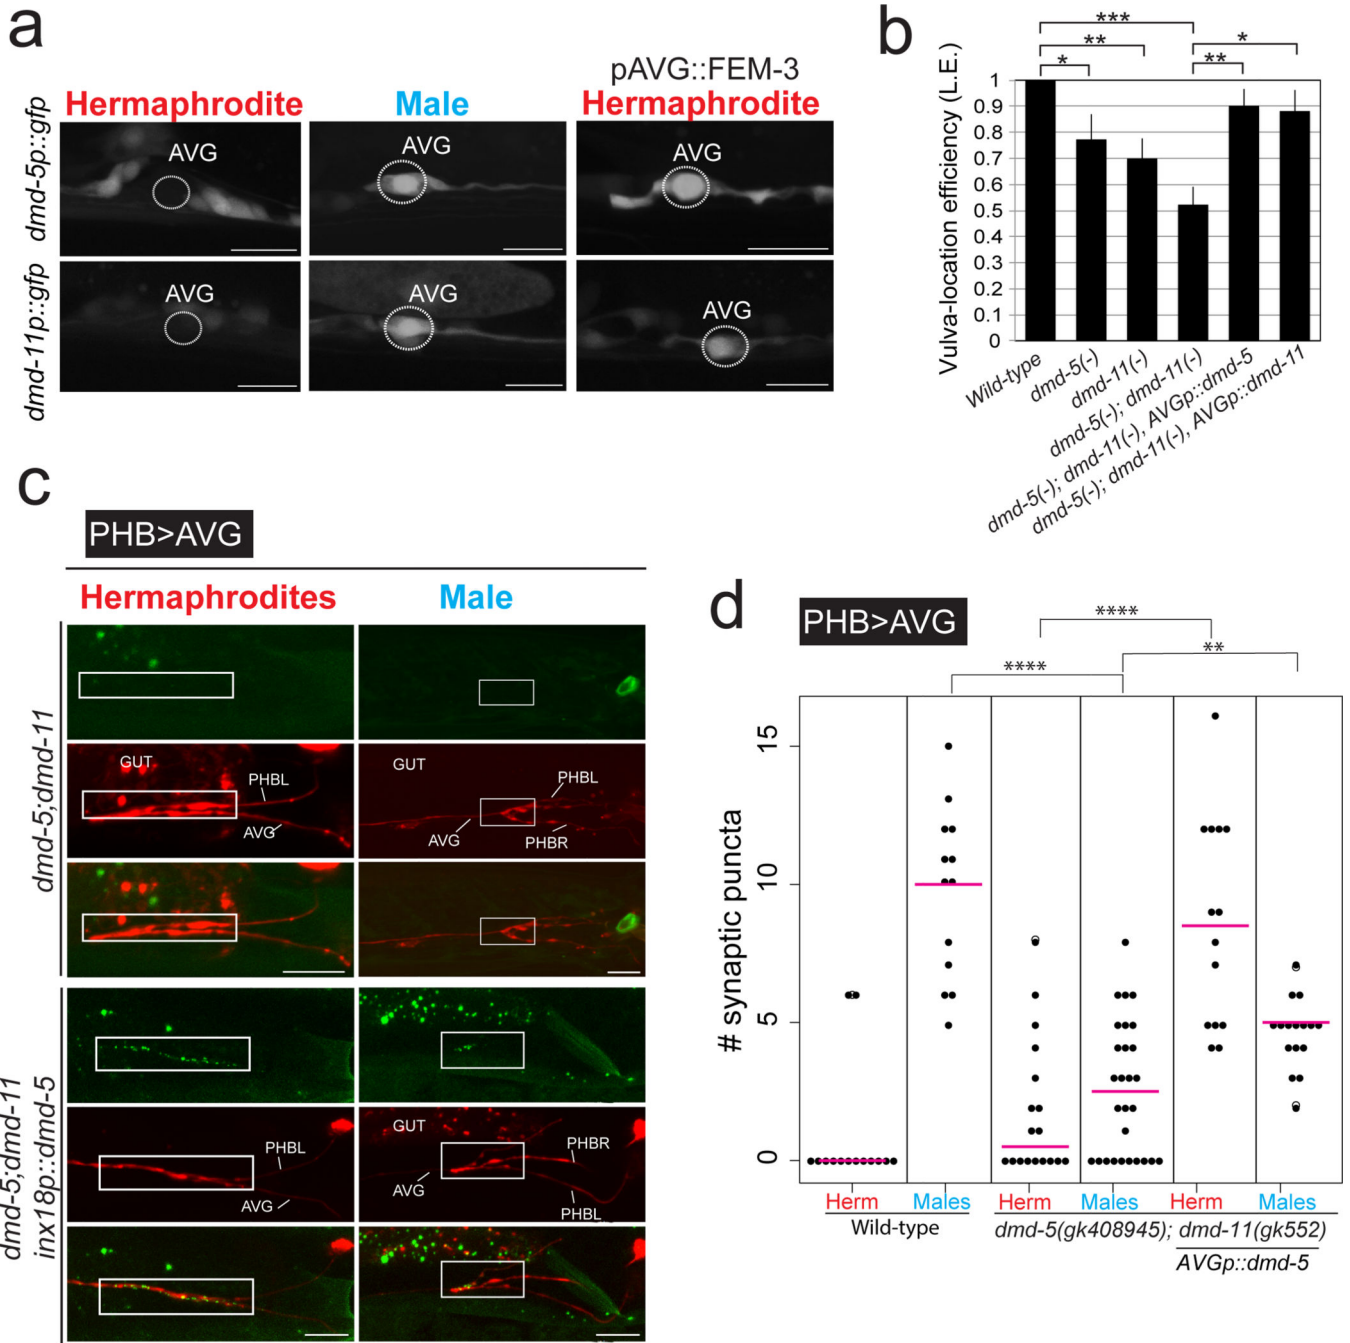 a
pAVG::FEM-3
Hermaphrodite
Male
Hermaphrodite
dmd-5p::gfp
AVG
AVG
AVG
dmd-11p::gfp
AVG
AVG
AVG
b
***
**
*
*
**
Vulva-location efficiency (L.E.)
1
0.9
0.8
0.7
0.6
0.5
0.4
0.3
0.2
0.1
0
Wild-type
dmd-5(-)
dmd-11(-)
dmd-5(-); dmd-11(-)
dmd-5(-); dmd-11(-), AVGp::dmd-5
dmd-5(-); dmd-11(-), AVGp::dmd-11
c
PHB>AVG
Hermaphrodites
Male
dmd-5;dmd-11
GUT
PHBL
AVG
GUT
PHBL
AVG
PHBR
dmd-5;dmd-11
inx18p::dmd-5
PHBL
AVG
GUT
PHBR
AVG
PHBL
d
PHB>AVG
****
**
****
# synaptic puncta
15
10
5
0
Herm
Males
Herm
Males
Herm
Males
Wild-type
dmd-5(gk408945); dmd-11(gk552)
AVGp::dmd-5